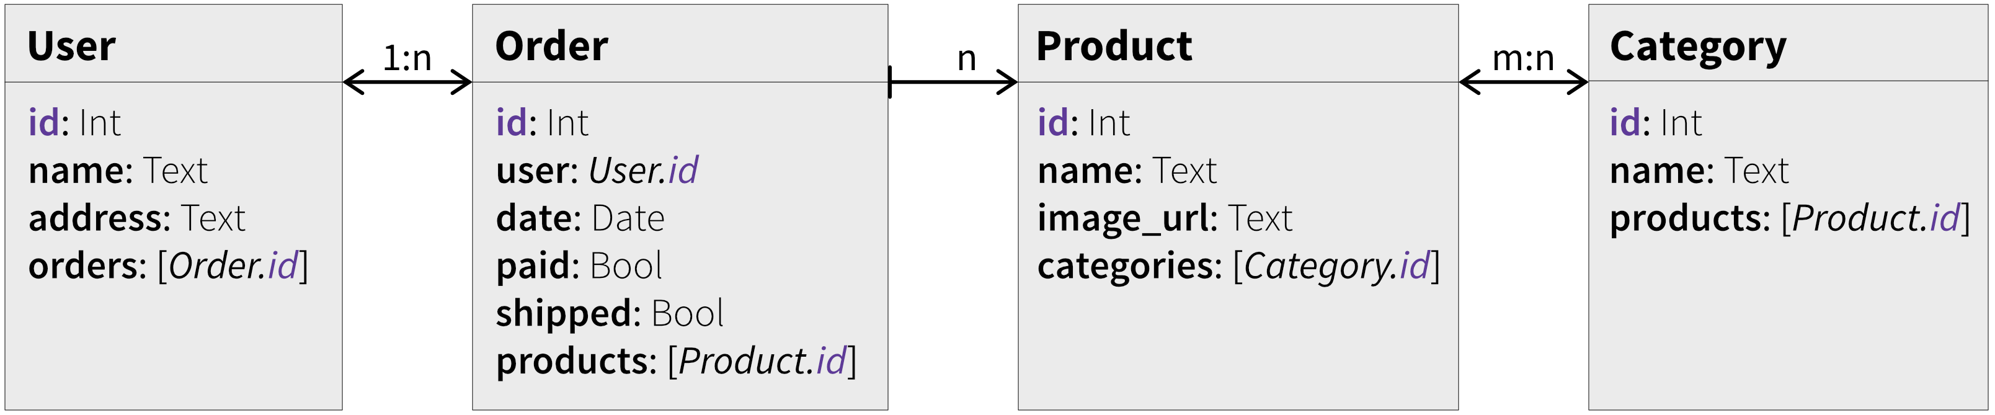 User
id: Int
name: Text
address: Text
orders: [Order.id]
1:n
Order
id: Int
user: User.id
date: Date
paid: Bool
shipped: Bool
products: [Product.id]
n
Product
id: Int
name: Text
image_url: Text
categories: [Category.id]
m:n
Category
id: Int
name: Text
products: [Product.id]